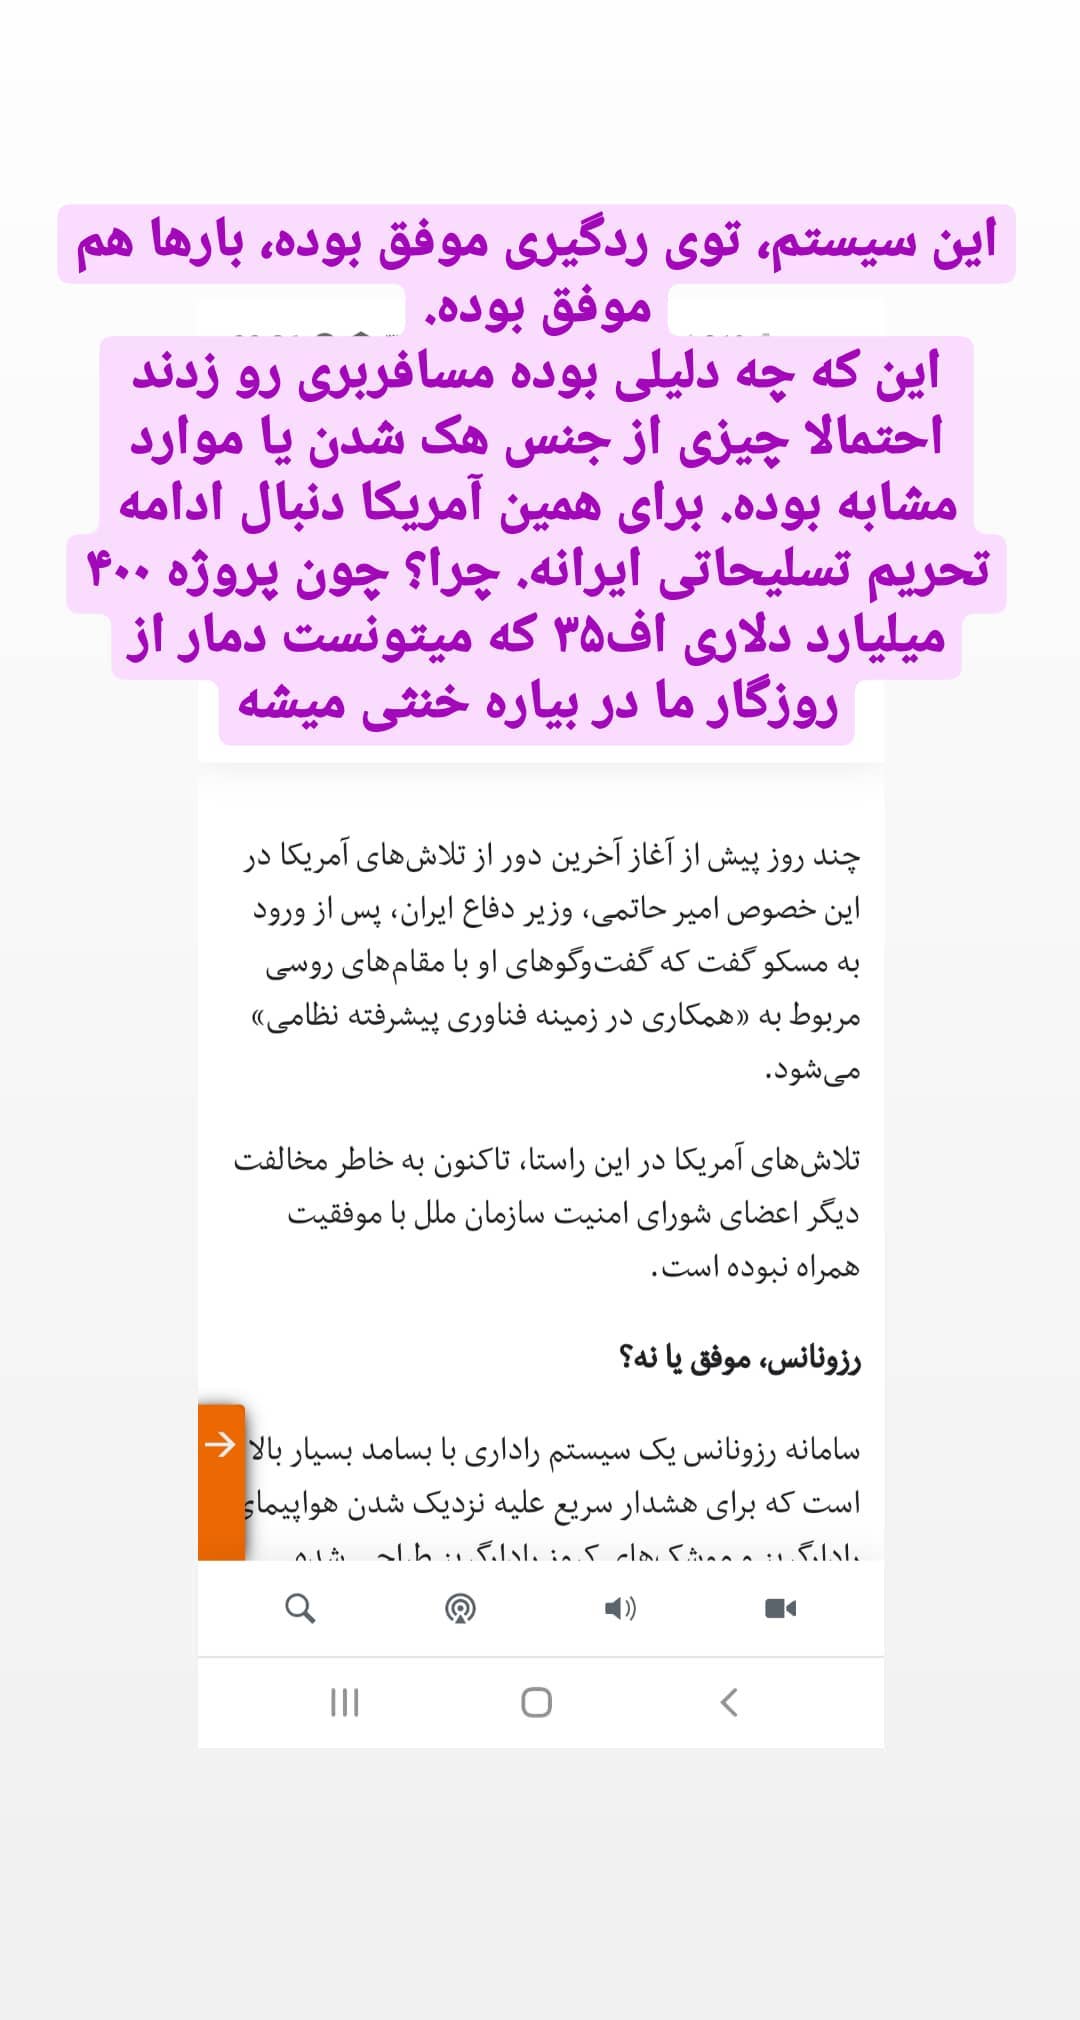 این سیستم، توی ردگیری موفق بوده، بارها هم
موفق بوده.
این که چه دلیلی بوده مسافربری رو زدند
احتمالا چیزی از جنس هک شدن یا موارد
مشابه بوده. برای همین آمریکا دنبال ادامه
تحریم تسلیحاتی ایرانه. چرا؟ چون پروژه ۴۰۰
میلیارد دلاری اف۳۵ که میتونست دمار از
روزگار ما در بیاره خنثی میشه
چند روز پیش از آغاز آخرین دور از تلاش‌های آمریکا در
این خصوص امیر حاتمی، وزیر دفاع ایران، پس از ورود
به مسکو گفت که گفت‌وگوهای او با مقام‌های روسی
مربوط به «همکاری در زمینه فناوری پیشرفته نظامی»
می‌شود.
تلاش‌های آمریکا در این راستا، تاکنون به خاطر مخالفت
دیگر اعضای شورای امنیت سازمان ملل با موفقیت
همراه نبوده است.
رزونانس، موفق یا نه؟
سامانه رزونانس یک سیستم راداری با بسامد بسیار بالا
است که برای هشدار سریع علیه نزدیک شدن هواپیمای
رادارگریز و موشک‌های کروز رادارگریز طراحی شده